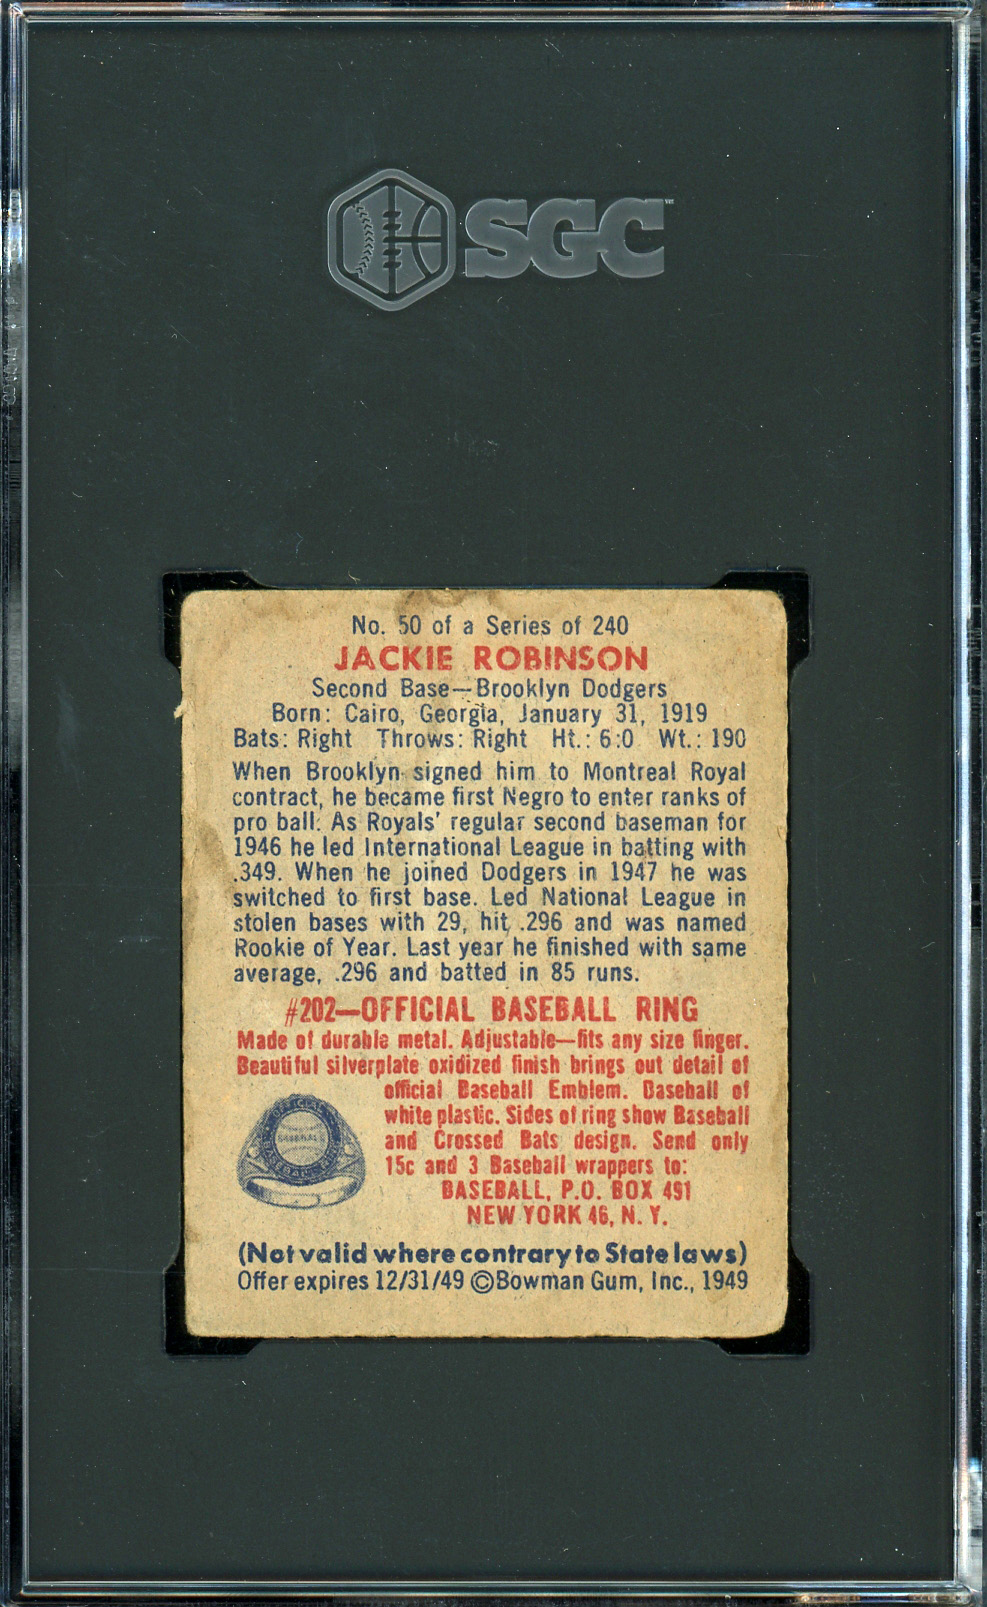 SGC™
No. 50 of a Series of 240
JACKIE ROBINSON
Second Base—Brooklyn Dodgers
Born: Cairo, Georgia, January 31, 1919
Bats: Right Throws: Right Ht.: 6:0 Wt.: 190
When Brooklyn signed him to Montreal Royal
contract, he became first Negro to enter ranks of
pro ball. As Royals' regular second baseman for
1946 he led International League in batting with
.349. When he joined Dodgers in 1947 he was
switched to first base. Led National League in
stolen bases with 29, hit .296 and was named
Rookie of Year. Last year he finished with same
average, .296 and batted in 85 runs.
#202—OFFICIAL BASEBALL RING
Made of durable metal. Adjustable—fits any size finger.
Beautiful silverplate oxidized finish brings out detail of
official Baseball Emblem. Baseball of
white plastic. Sides of ring show Baseball
and Crossed Bats design. Send only
15c and 3 Baseball wrappers to:
BASEBALL, P.O. BOX 491
NEW YORK 46, N. Y.
OFFICIAL
BASEBALL
BASEBALL RING
(Not valid where contrary to State laws)
Offer expires 12/31/49 ©Bowman Gum, Inc., 1949